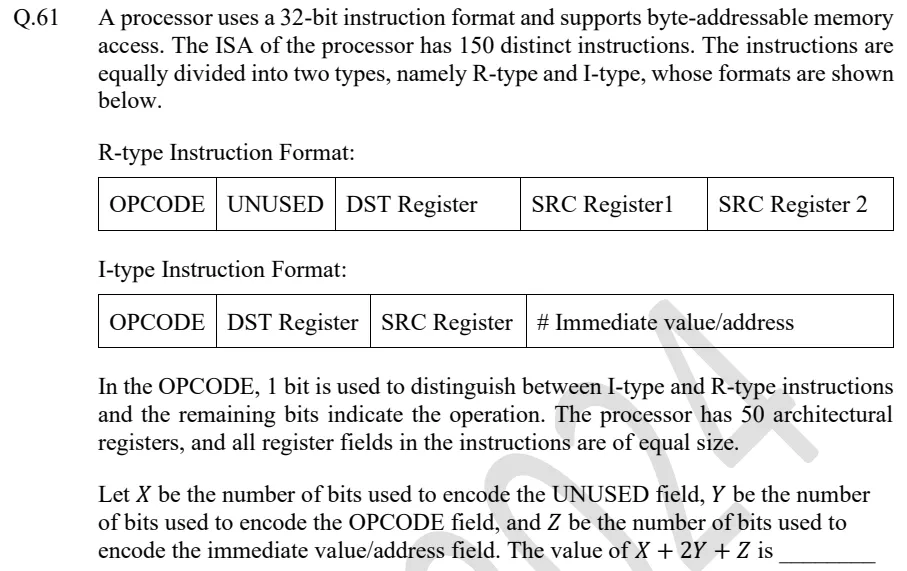 Q.61 A processor uses a 32-bit instruction format and supports byte-addressable memory
access. The ISA of the processor has 150 distinct instructions. The instructions are
equally divided into two types, namely R-type and I-type, whose formats are shown
below.
R-type Instruction Format:
OPCODE UNUSED DST Register SRC Register1 SRC Register 2
I-type Instruction Format:
OPCODE DST Register SRC Register # Immediate value/address
In the OPCODE, 1 bit is used to distinguish between I-type and R-type instructions
and the remaining bits indicate the operation. The processor has 50 architectural
registers, and all register fields in the instructions are of equal size.
Let X be the number of bits used to encode the UNUSED field, Y be the number
of bits used to encode the OPCODE field, and Z be the number of bits used to
encode the immediate value/address field. The value of X + 2Y + Z is ________